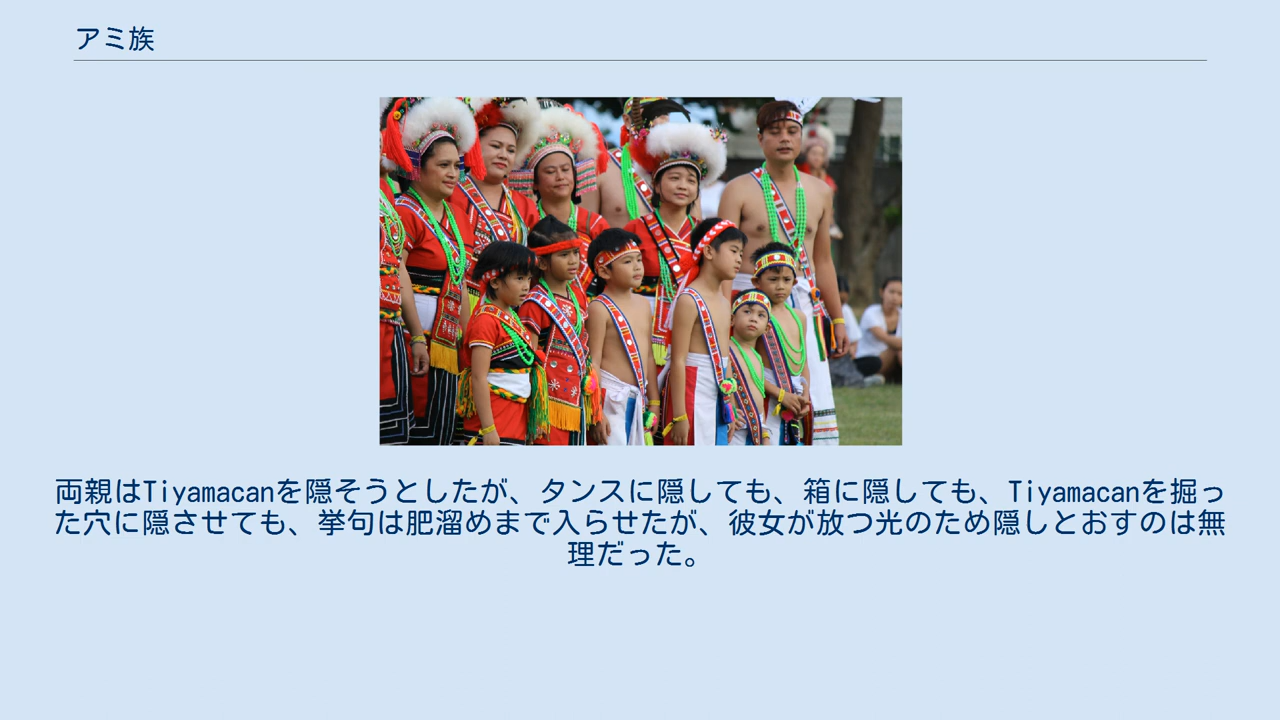 アミ族
両親はTiyamacanを隠そうとしたが、タンスに隠しても、箱に隠しても、Tiyamacanを掘っ
た穴に隠させても、挙句は肥溜めまで入らせたが、彼女が放つ光のため隠しとおすのは無
理だった。